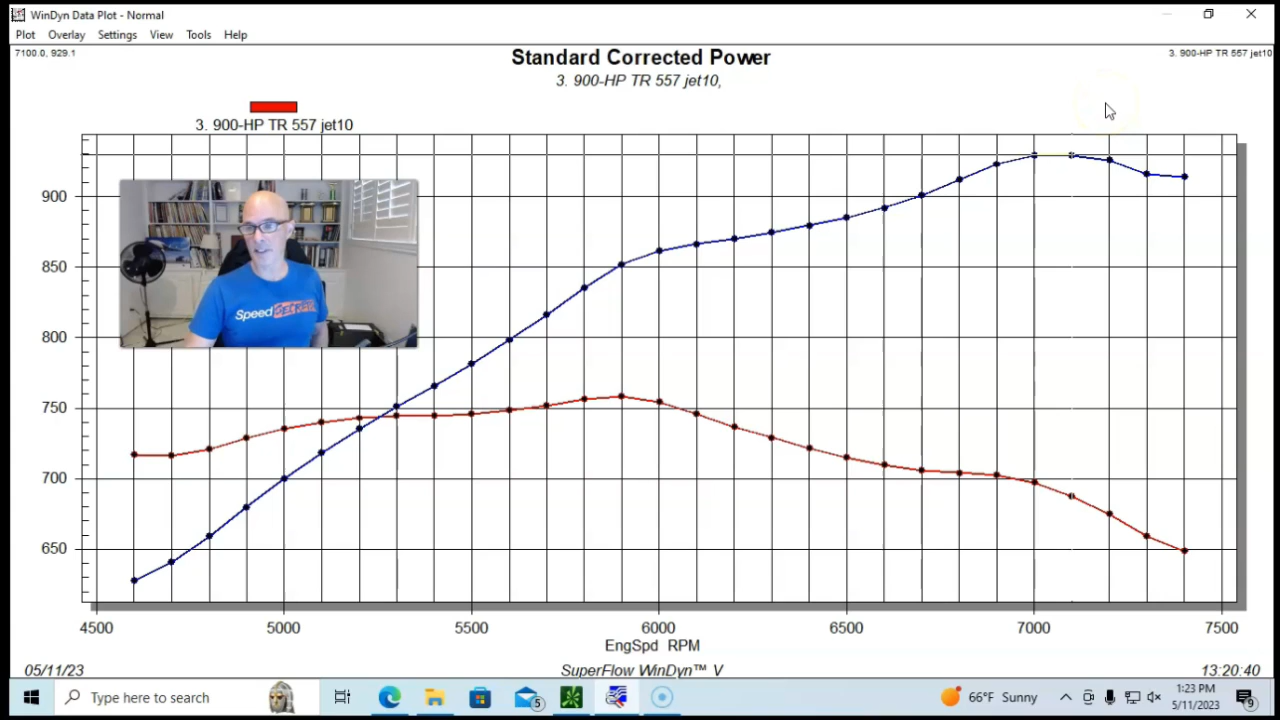 WinDyn Data Plot - Normal
Plot Overlay Settings View Tools Help
7100.0, 929.1
3. 900-HP TR 557 jet10
Standard Corrected Power
3. 900-HP TR 557 jet10,
3. 900-HP TR 557 jet10
900
850
800
750
700
650
Speed
4500 5000 5500 6000 6500 7000 7500
EngSpd RPM
05/11/23
SuperFlow WinDyn™ V
13:20:40
Type here to search
5
66°F Sunny
1:23 PM
5/11/2023
9